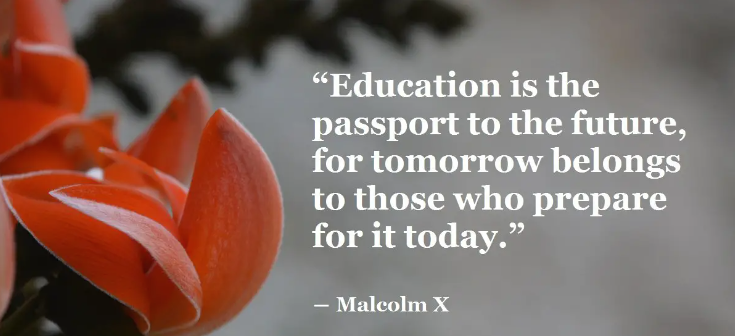 “Education is the
passport to the future,
for tomorrow belongs
to those who prepare
for it today.”
— Malcolm X